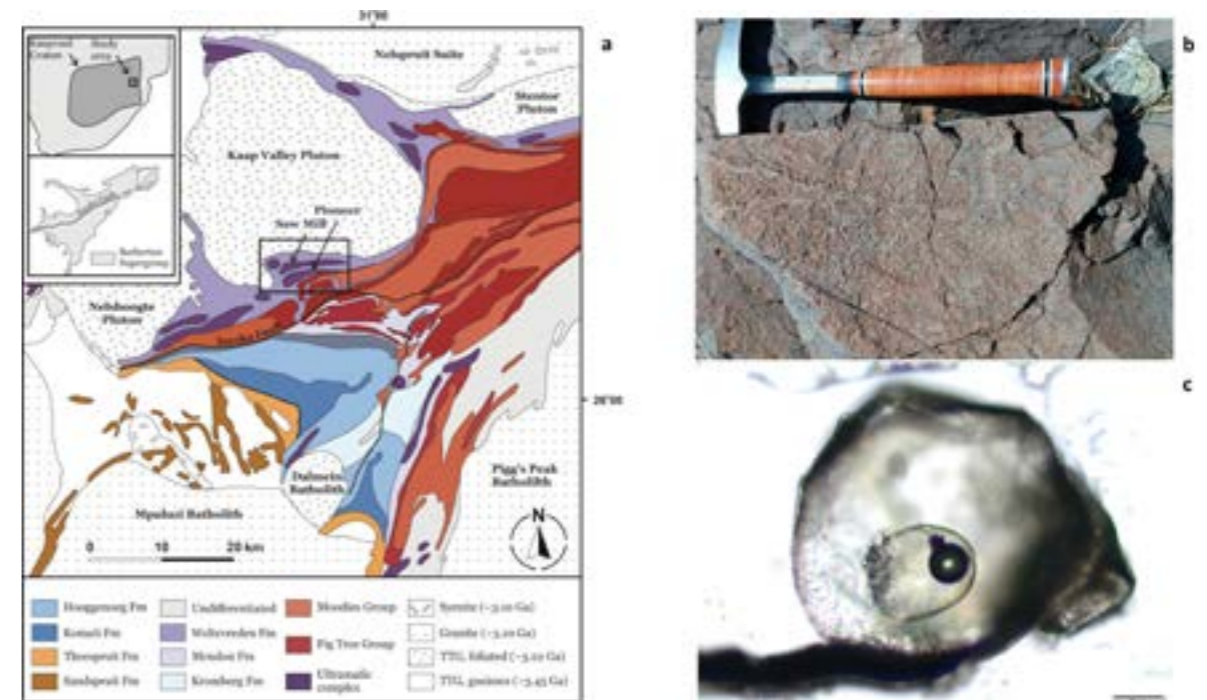 31°00
a
Kaapvaal
Craton
Study
area
Nelspruit Suite
Stentor
Pluton
Kaap Valley Pluton
Pioneer
Saw Mill
Barberton
Supergroup
Nelshoogte
Pluton
26°00
Dalmein
Batholith
Pigg's Peak
Batholith
Mpuluzi Batholith
N
0 10 20 km
Hooggenoeg Fm
Undifferentiated
Moodies Group
Syenite (~3.10 Ga)
Komati Fm
Weltevreden Fm
Granite (~3.10 Ga)
Theespruit Fm
Mendon Fm
Fig Tree Group
TTG, foliated (~3.22 Ga)
Sandspruit Fm
Kromberg Fm
Ultramafic
complex
TTG gneisses (~3.45 Ga)
b
c